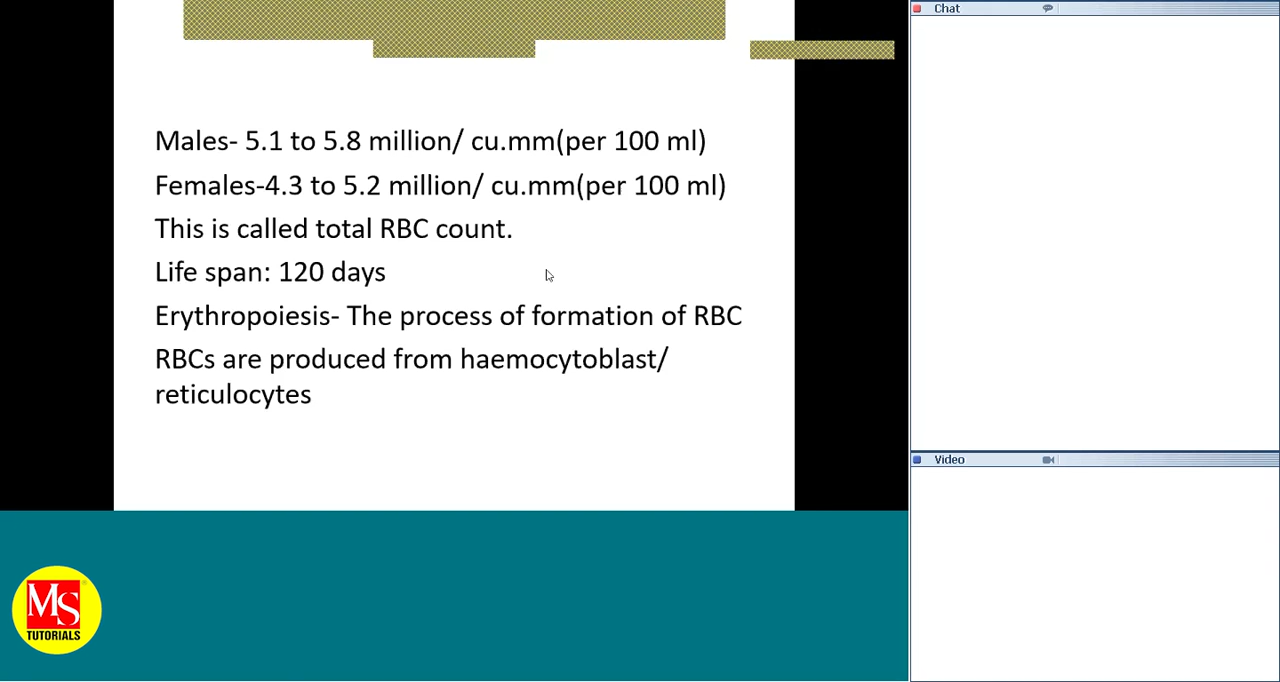 Males- 5.1 to 5.8 million/ cu.mm(per 100 ml)
Females-4.3 to 5.2 million/ cu.mm(per 100 ml)
This is called total RBC count.
Life span: 120 days
Erythropoiesis- The process of formation of RBC
RBCs are produced from haemocytoblast/
reticulocytes
MS
TUTORIALS
Chat
Video